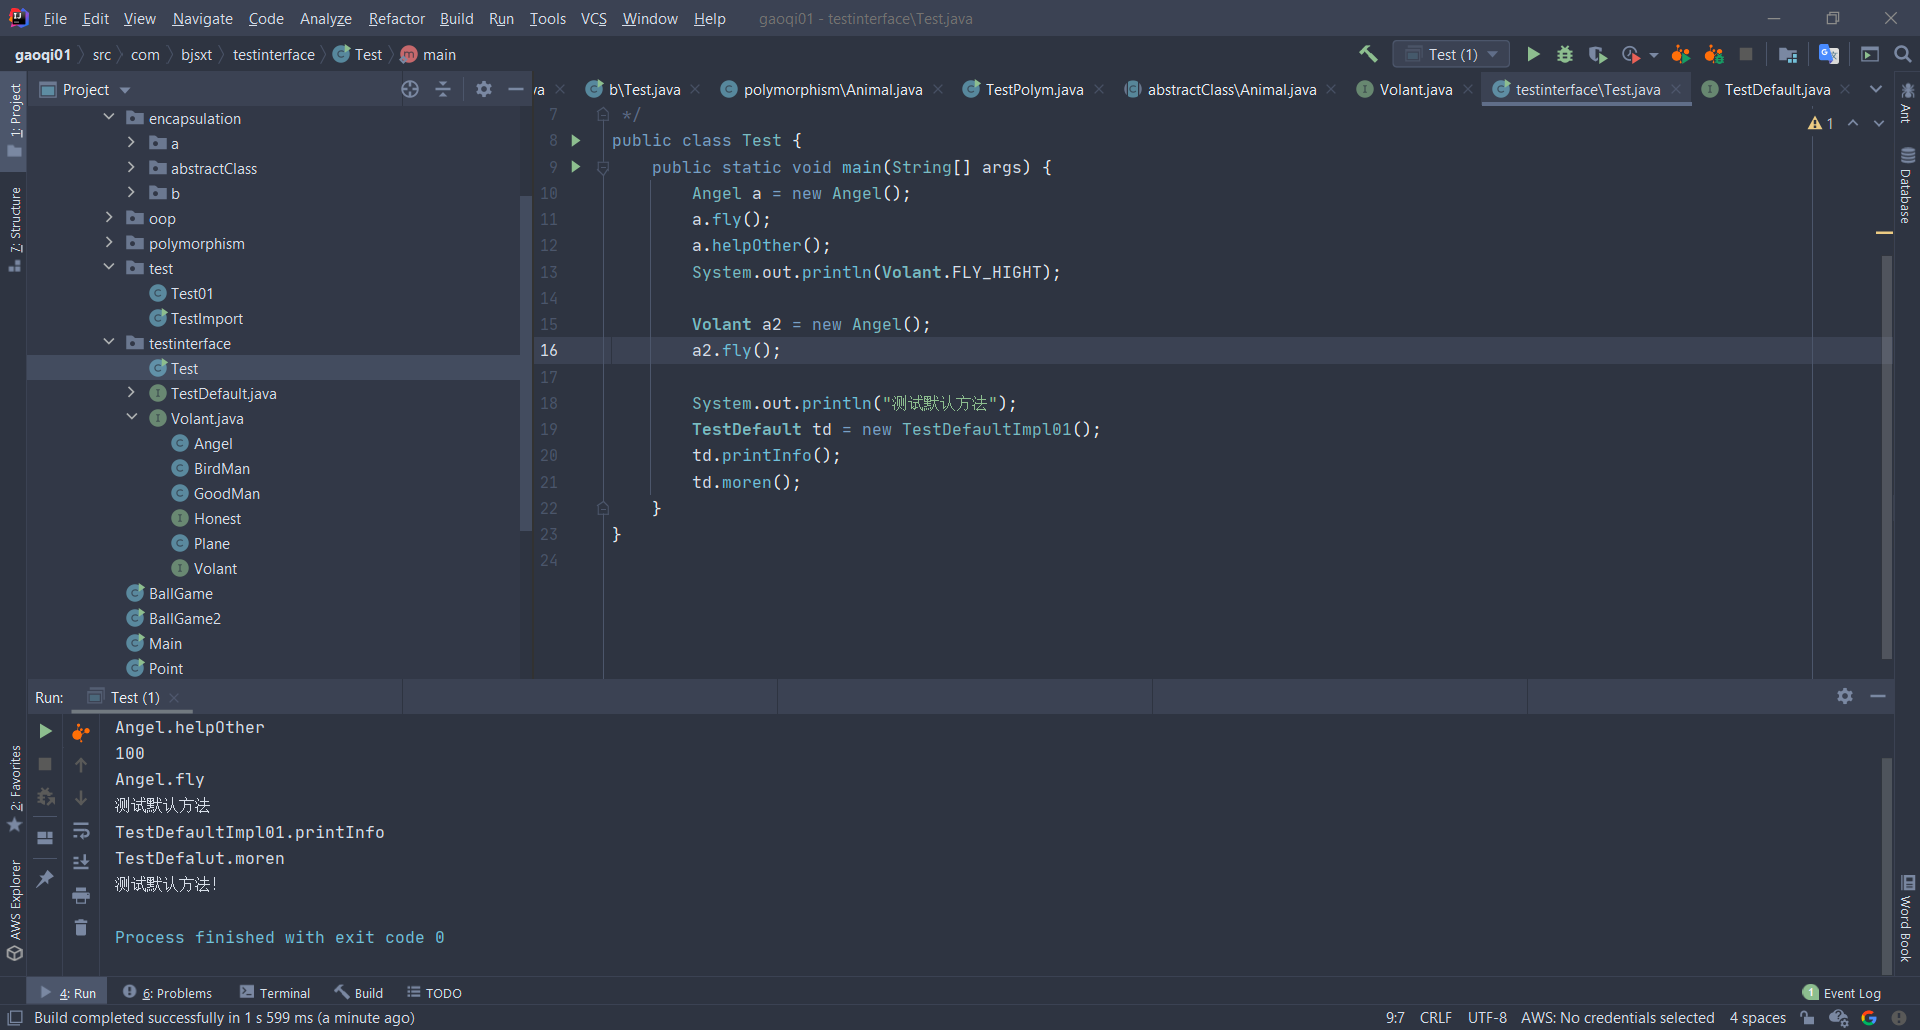 File Edit View Navigate Code Analyze Refactor Build Run Tools VCS Window Help gaoqi01 - testinterface\Test.java
gaoqi01 src com bjsxt testinterface Test main
Test (1)
Project
va b\Test.java polymorphism\Animal.java TestPolym.java abstractClass\Animal.java Volant.java testinterface\Test.java TestDefault.java
1: Project
7: Structure
2: Favorites
AWS Explorer
Ant
Database
Word Book
encapsulation
a
abstractClass
b
oop
polymorphism
test
Test01
TestImport
testinterface
Test
TestDefault.java
Volant.java
Angel
BirdMan
GoodMan
Honest
Plane
Volant
BallGame
BallGame2
Main
Point
1
7 */
8 public class Test {
9 public static void main(String[] args) {
10 Angel a = new Angel();
11 a.fly();
12 a.helpOther();
13 System.out.println(Volant.FLY_HIGHT);
14
15 Volant a2 = new Angel();
16 a2.fly();
17
18 System.out.println("测试默认方法");
19 TestDefault td = new TestDefaultImpl01();
20 td.printInfo();
21 td.moren();
22 }
23 }
24
Run: Test (1)
Angel.helpOther
100
Angel.fly
测试默认方法
TestDefaultImpl01.printInfo
TestDefalut.moren
测试默认方法!
Process finished with exit code 0
4: Run 6: Problems Terminal Build TODO 1 Event Log
Build completed successfully in 1 s 599 ms (a minute ago) 9:7 CRLF UTF-8 AWS: No credentials selected 4 spaces